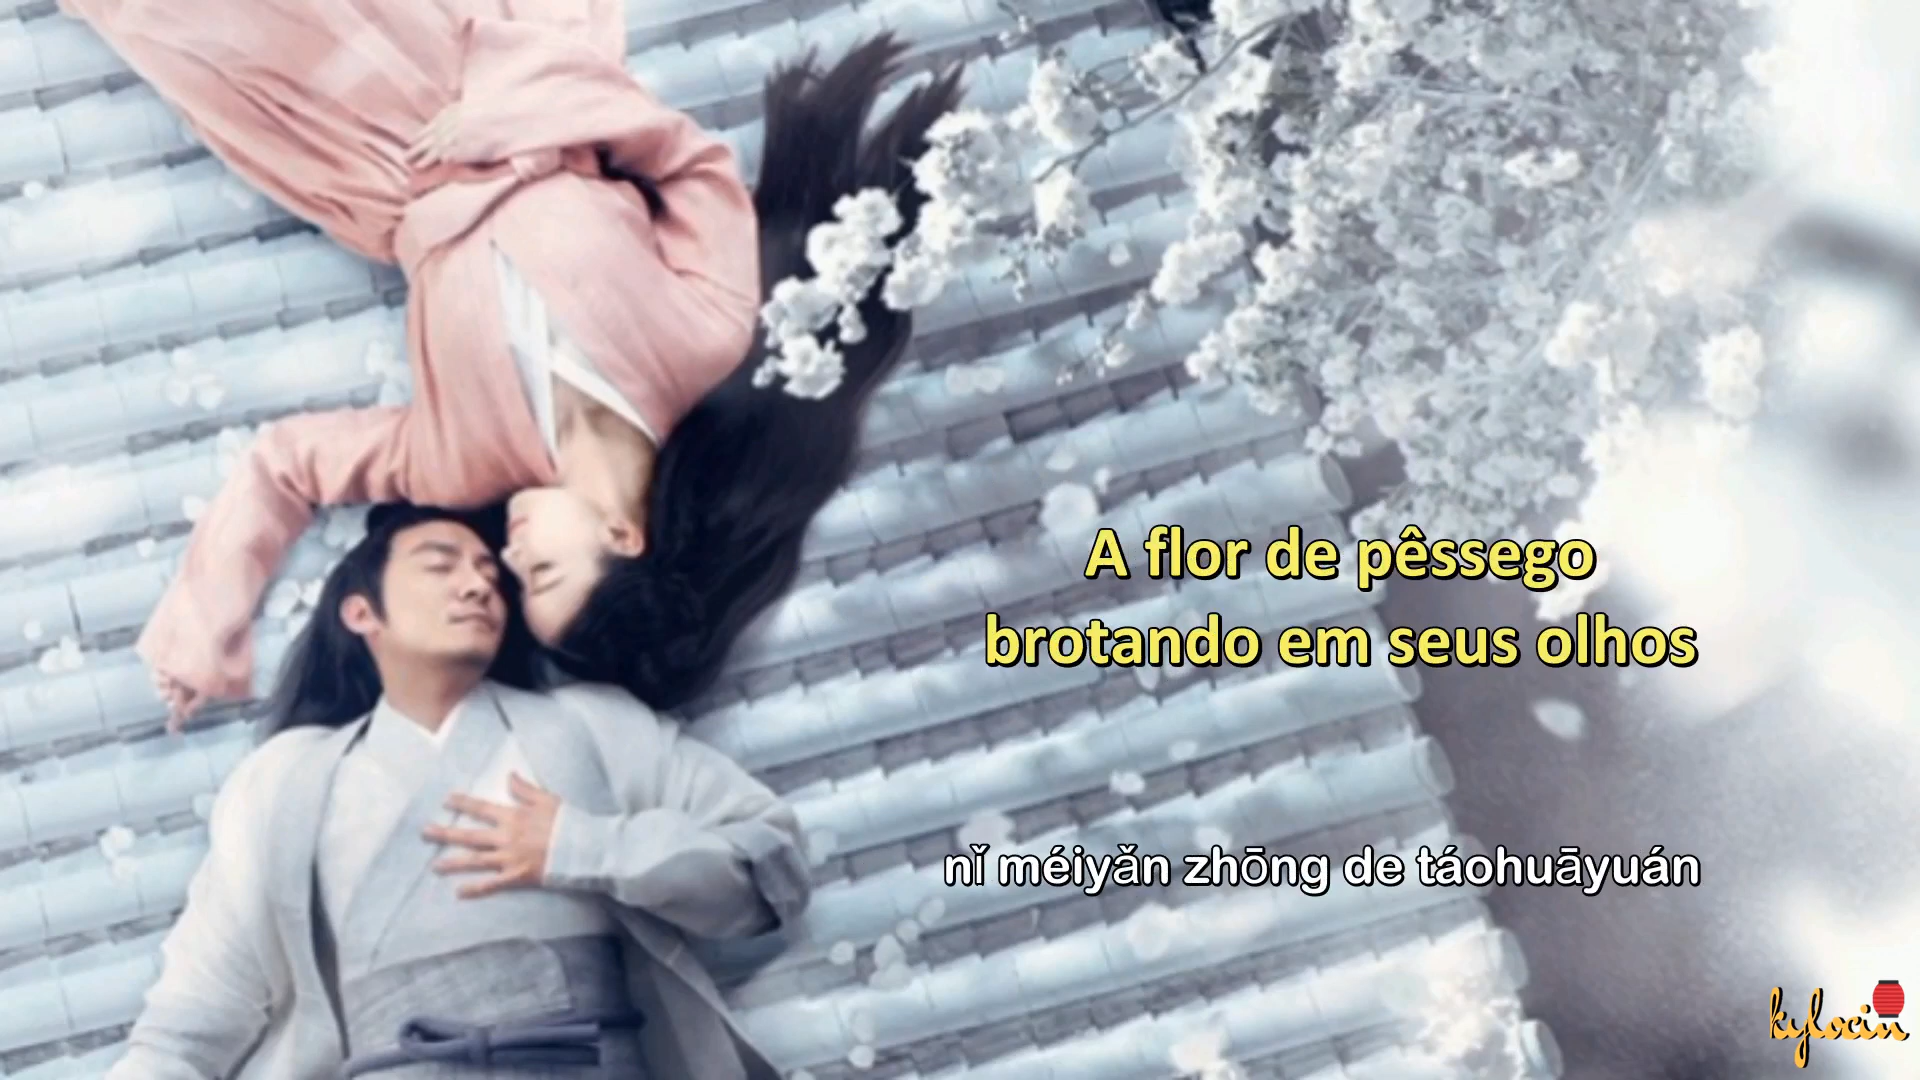 A flor de pêssego
brotando em seus olhos
nǐ méiyǎn zhōng de táohuāyuán
kylocin